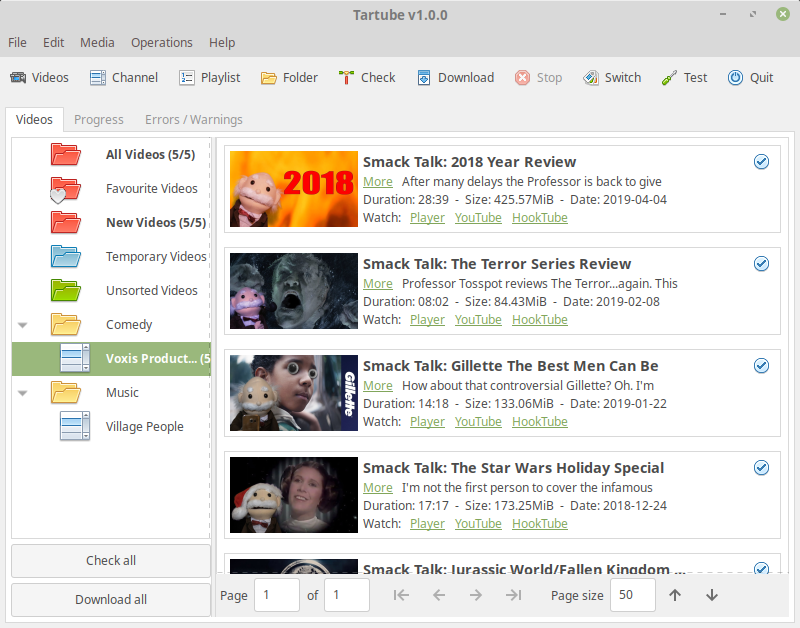 Tartube v1.0.0
File Edit Media Operations Help
Videos Channel Playlist Folder Check Download Stop Switch Test Quit
Videos Progress Errors / Warnings
All Videos (5/5)
Favourite Videos
New Videos (5/5)
Temporary Videos
Unsorted Videos
Comedy
Voxis Product... (5
Music
Village People
Check all
Download all
2018
Smack Talk: 2018 Year Review
More After many delays the Professor is back to give
Duration: 28:39 - Size: 425.57MiB - Date: 2019-04-04
Watch: Player YouTube HookTube
Smack Talk: The Terror Series Review
More Professor Tosspot reviews The Terror...again. This
Duration: 08:02 - Size: 84.43MiB - Date: 2019-02-08
Watch: Player YouTube HookTube
Gillette
Smack Talk: Gillette The Best Men Can Be
More How about that controversial Gillette? Oh. I'm
Duration: 14:18 - Size: 133.06MiB - Date: 2019-01-22
Watch: Player YouTube HookTube
Smack Talk: The Star Wars Holiday Special
More I'm not the first person to cover the infamous
Duration: 17:17 - Size: 173.25MiB - Date: 2018-12-24
Watch: Player YouTube HookTube
Smack Talk: Jurassic World/Fallen Kingdom ...
Page 1 of 1 Page size 50